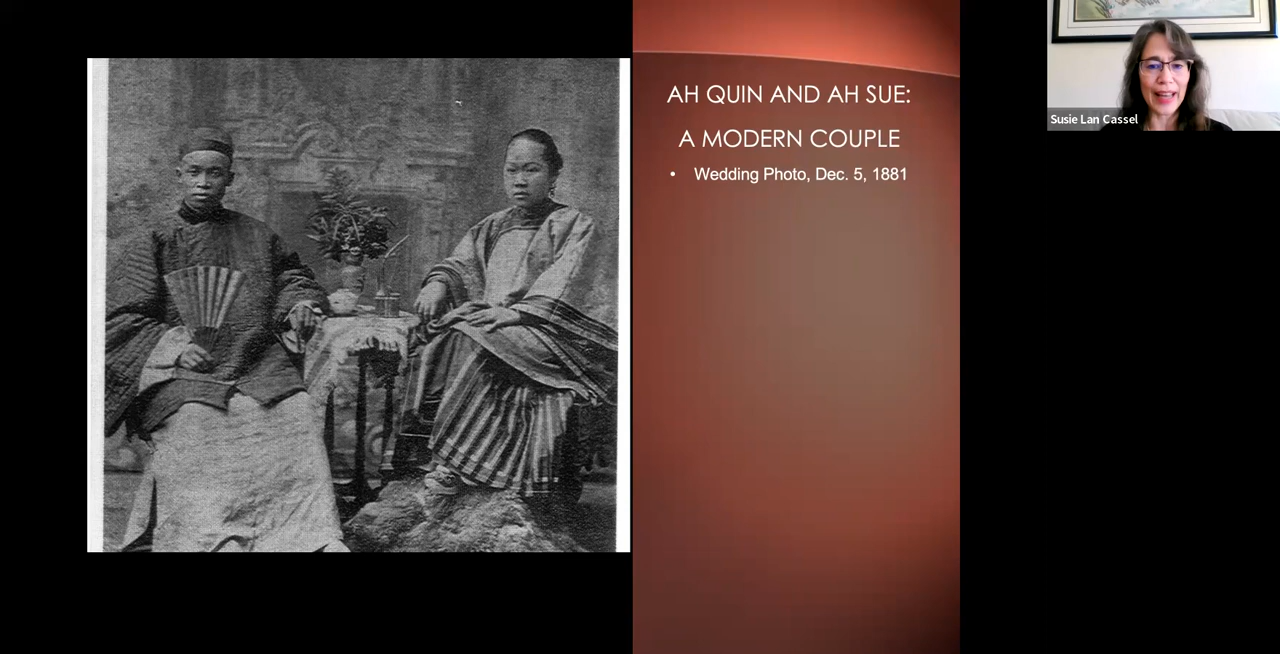 AH QUIN AND AH SUE:
A MODERN COUPLE
• Wedding Photo, Dec. 5, 1881
Susie Lan Cassel